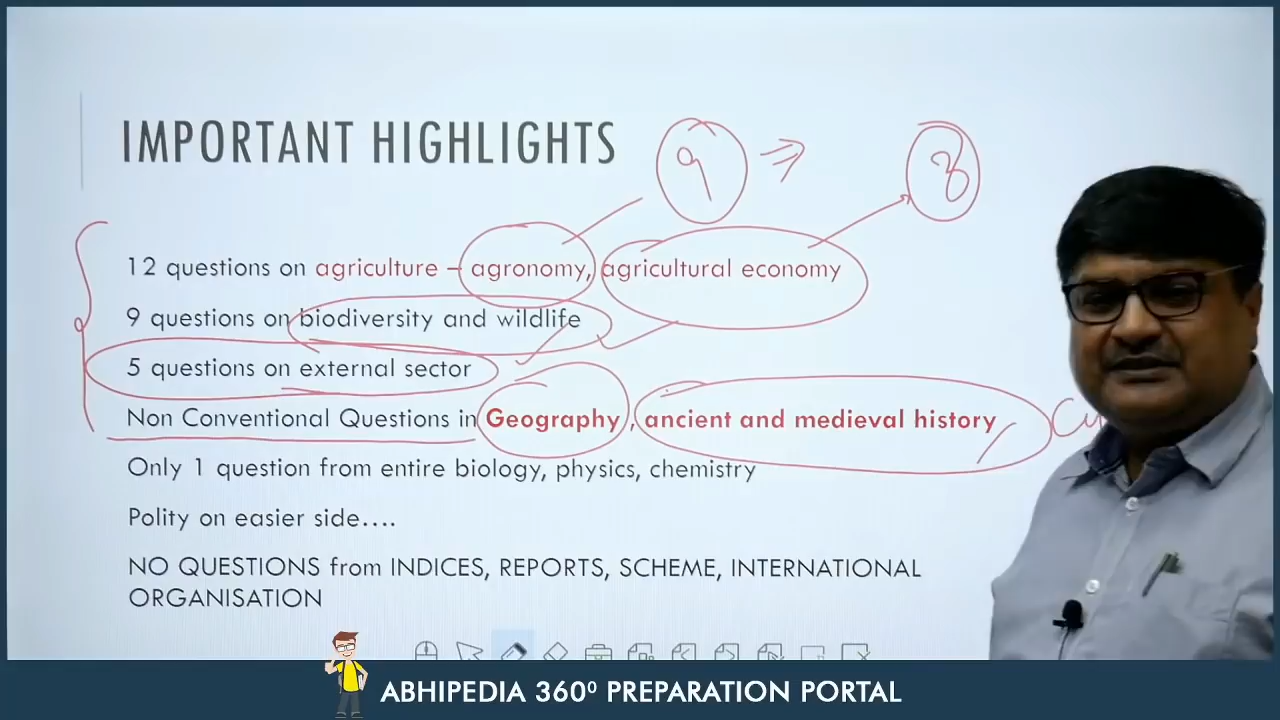 IMPORTANT HIGHLIGHTS
9
12 questions on agriculture – agronomy, agricultural economy
9 questions on biodiversity and wildlife
5 questions on external sector
Non Conventional Questions in Geography, ancient and medieval history
Only 1 question from entire biology, physics, chemistry
Polity on easier side....
NO QUESTIONS from INDICES, REPORTS, SCHEME, INTERNATIONAL
ORGANISATION
ABHIPEDIA 360⁰ PREPARATION PORTAL